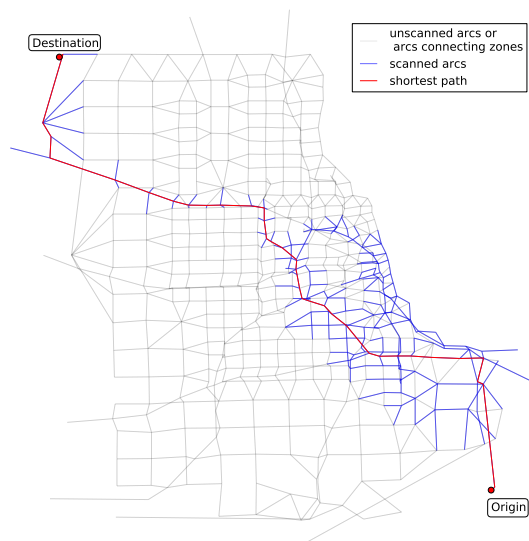 Destination
unscanned arcs or
arcs connecting zones
scanned arcs
shortest path
Origin